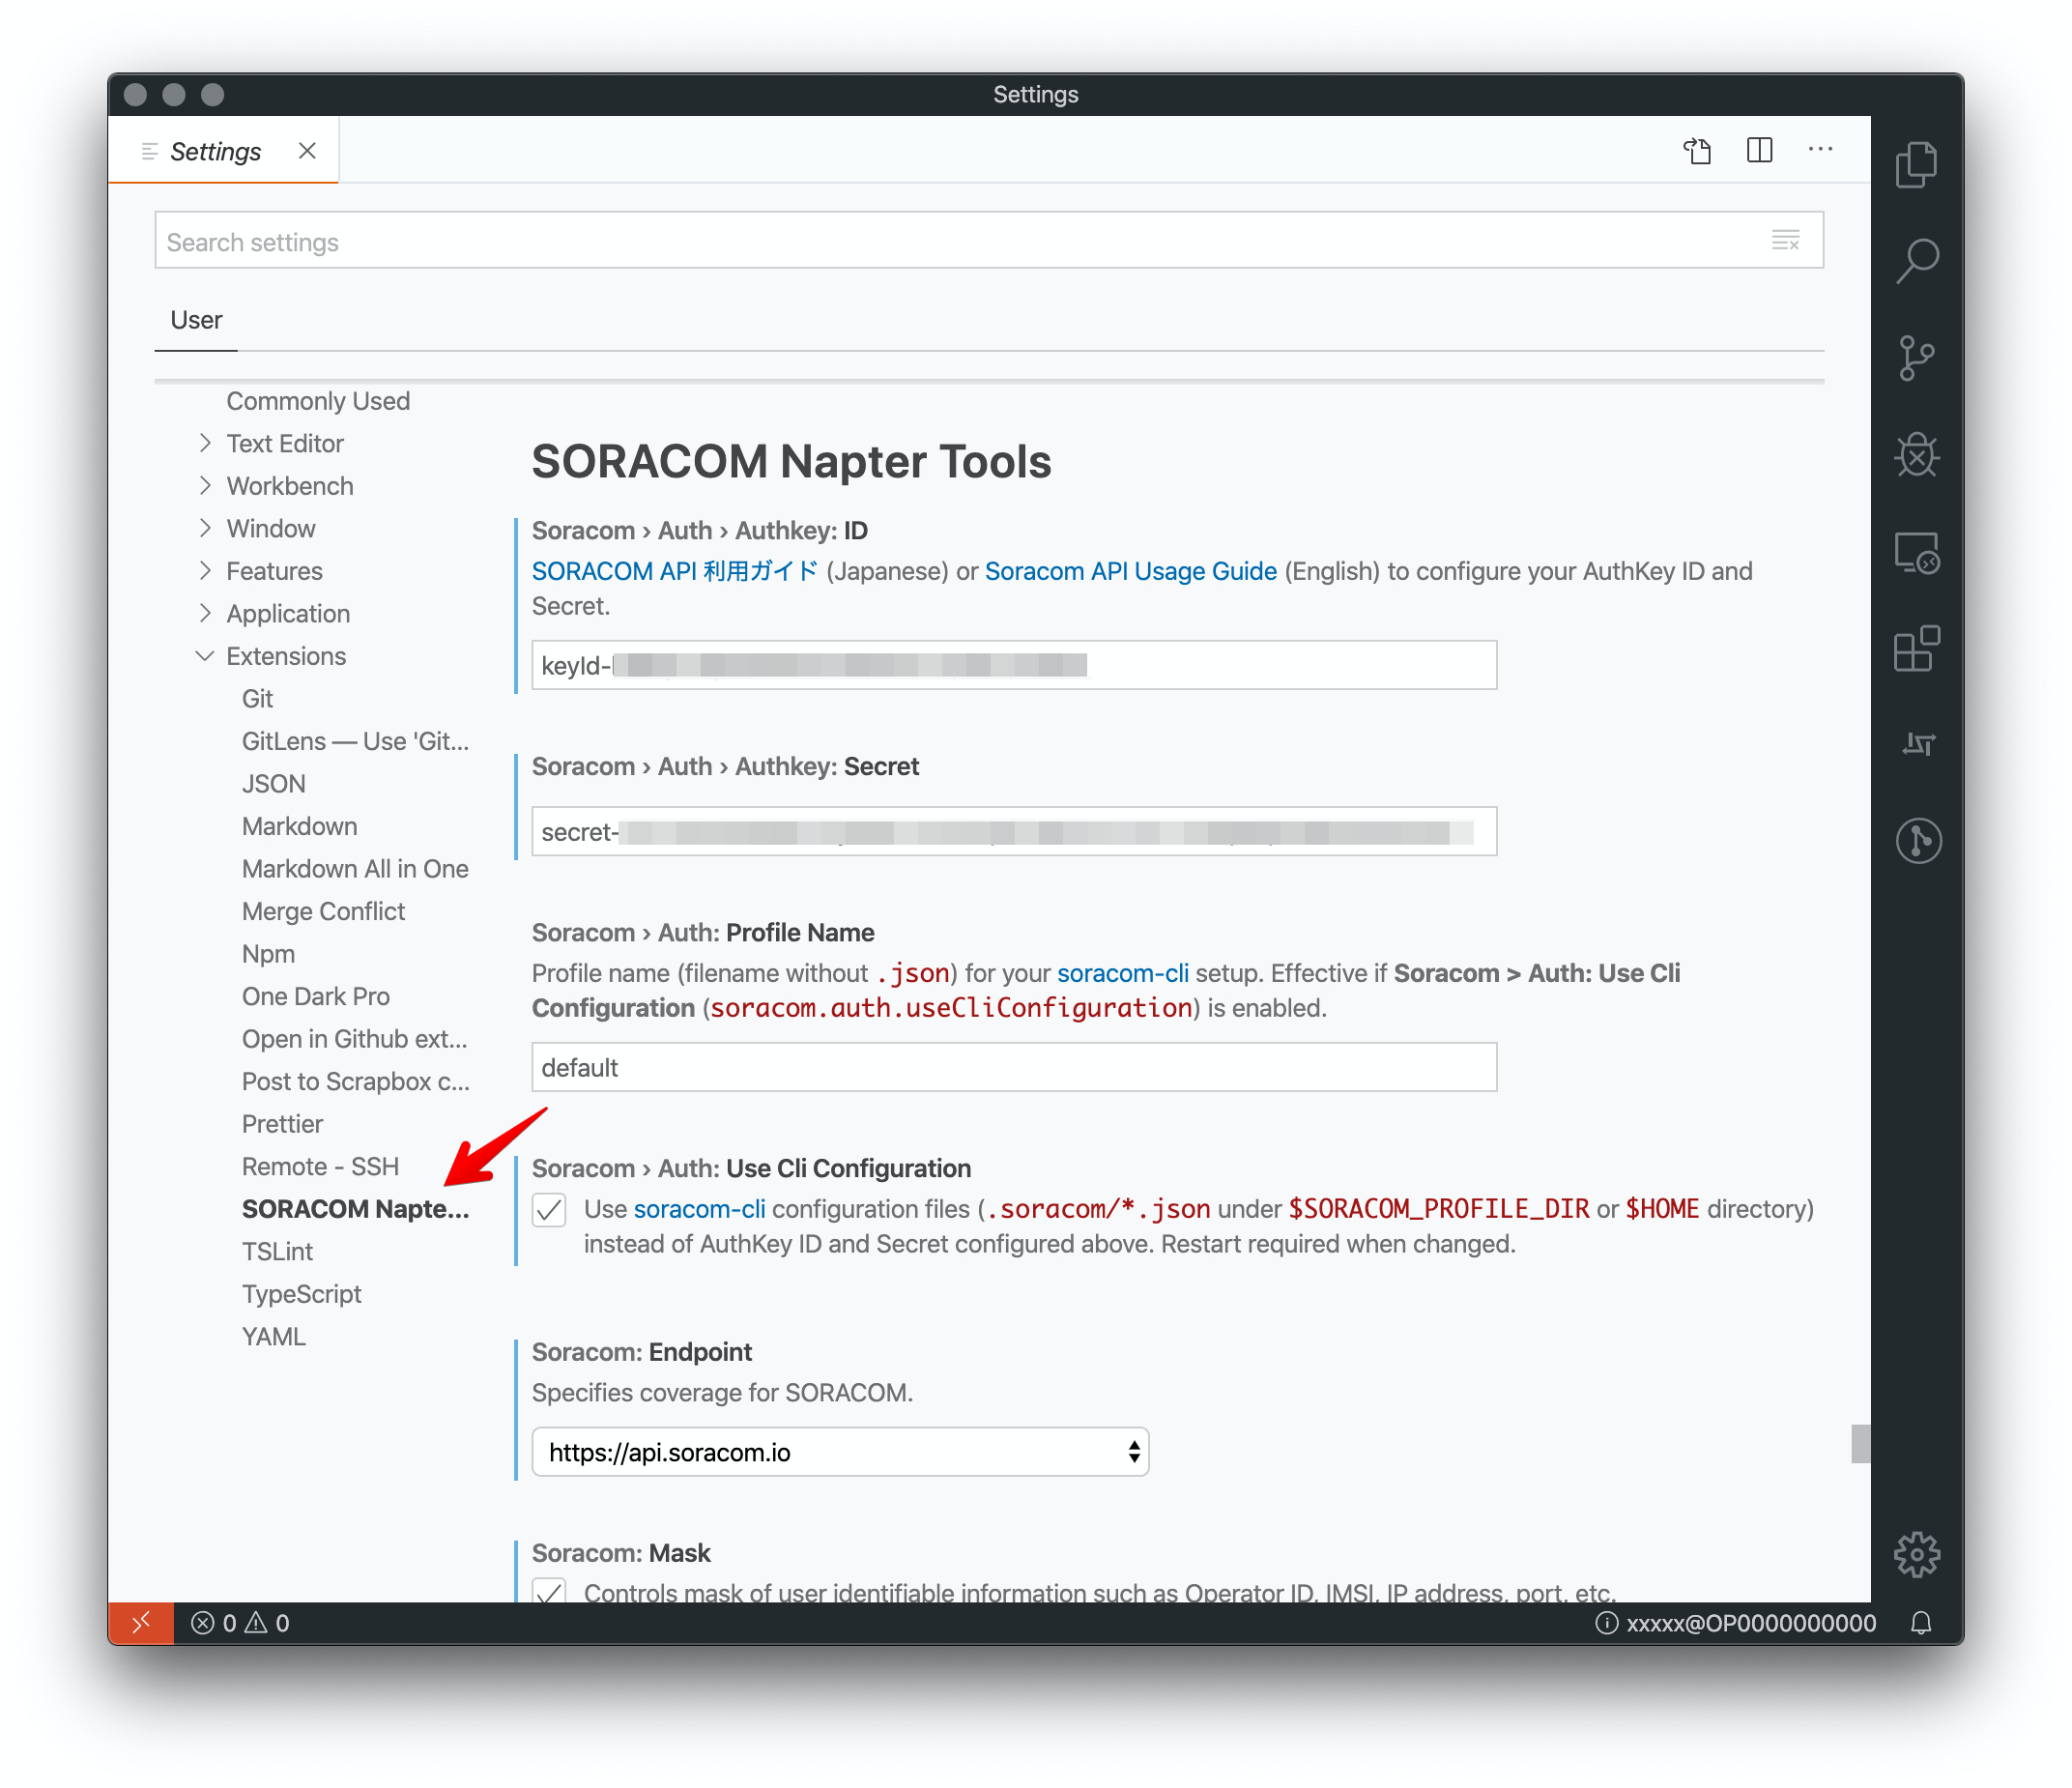 Settings
Settings
Search settings
User
Commonly Used
Text Editor
Workbench
Window
Features
Application
Extensions
Git
GitLens — Use 'Git...
JSON
Markdown
Markdown All in One
Merge Conflict
Npm
One Dark Pro
Open in Github ext...
Post to Scrapbox c...
Prettier
Remote - SSH
SORACOM Napte...
TSLint
TypeScript
YAML
SORACOM Napter Tools
Soracom › Auth › Authkey: ID
SORACOM API 利用ガイド (Japanese) or Soracom API Usage Guide (English) to configure your AuthKey ID and
Secret.
keyId-
Soracom › Auth › Authkey: Secret
secret-
Soracom › Auth: Profile Name
Profile name (filename without .json) for your soracom-cli setup. Effective if Soracom > Auth: Use Cli
Configuration (soracom.auth.useCliConfiguration) is enabled.
default
Soracom › Auth: Use Cli Configuration
Use soracom-cli configuration files (.soracom/*.json under $SORACOM_PROFILE_DIR or $HOME directory)
instead of AuthKey ID and Secret configured above. Restart required when changed.
Soracom: Endpoint
Specifies coverage for SORACOM.
https://api.soracom.io
Soracom: Mask
Controls mask of user identifiable information such as Operator ID, IMSI, IP address, port, etc.
0 0
xxxxx@OP0000000000